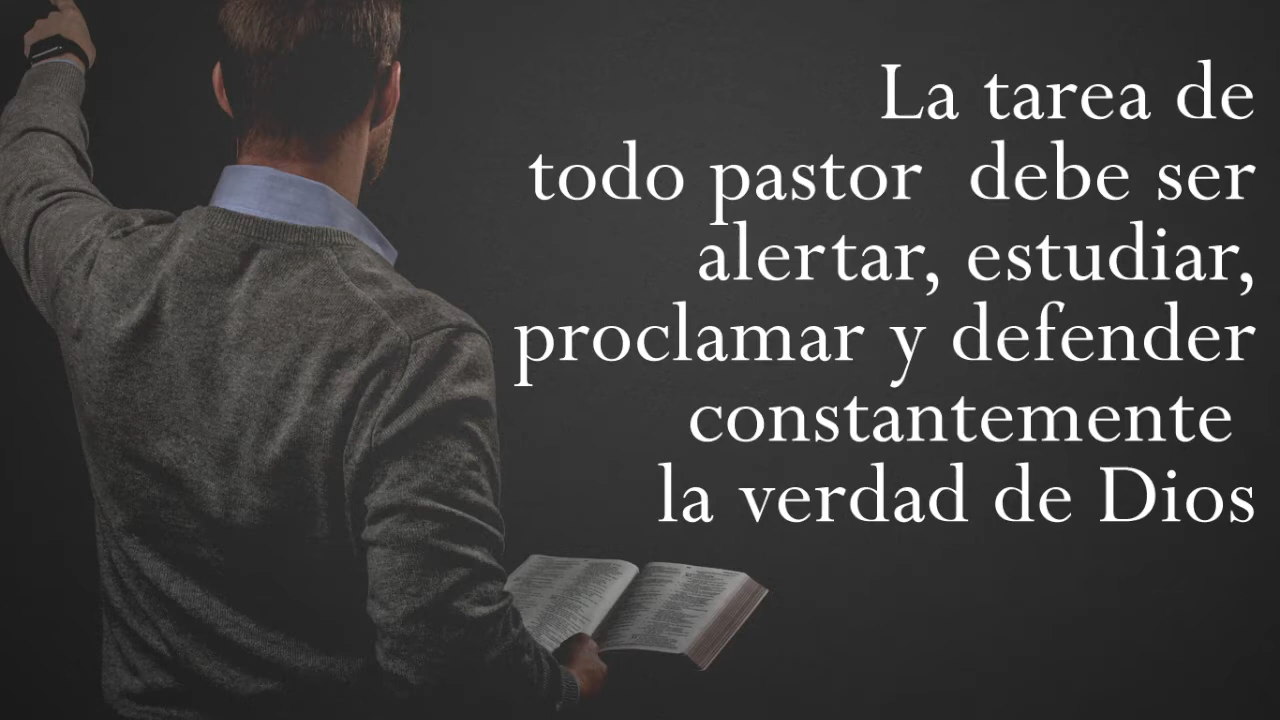 La tarea de
todo pastor  debe ser
alertar, estudiar,
proclamar y defender
constantemente
la verdad de Dios